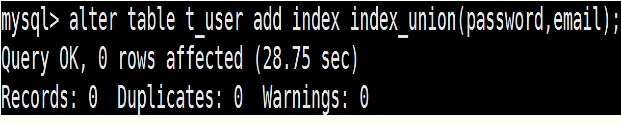 mysql> alter table t_user add index index_union(password,email);
Query OK, 0 rows affected (28.75 sec)
Records: 0  Duplicates: 0  Warnings: 0